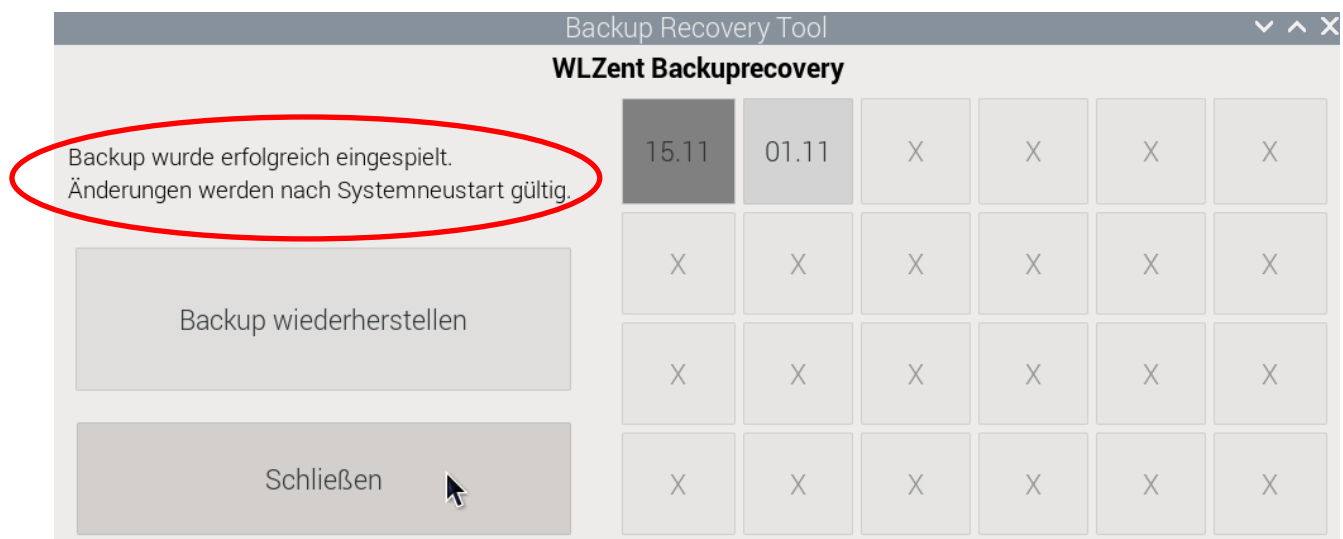 Backup Recovery Tool
WLZent Backuprecovery
Backup wurde erfolgreich eingespielt.
Änderungen werden nach Systemneustart gültig.
Backup wiederherstellen
Schließen
15.11 01.11 X X X X
X X X X X X
X X X X X X
X X X X X X